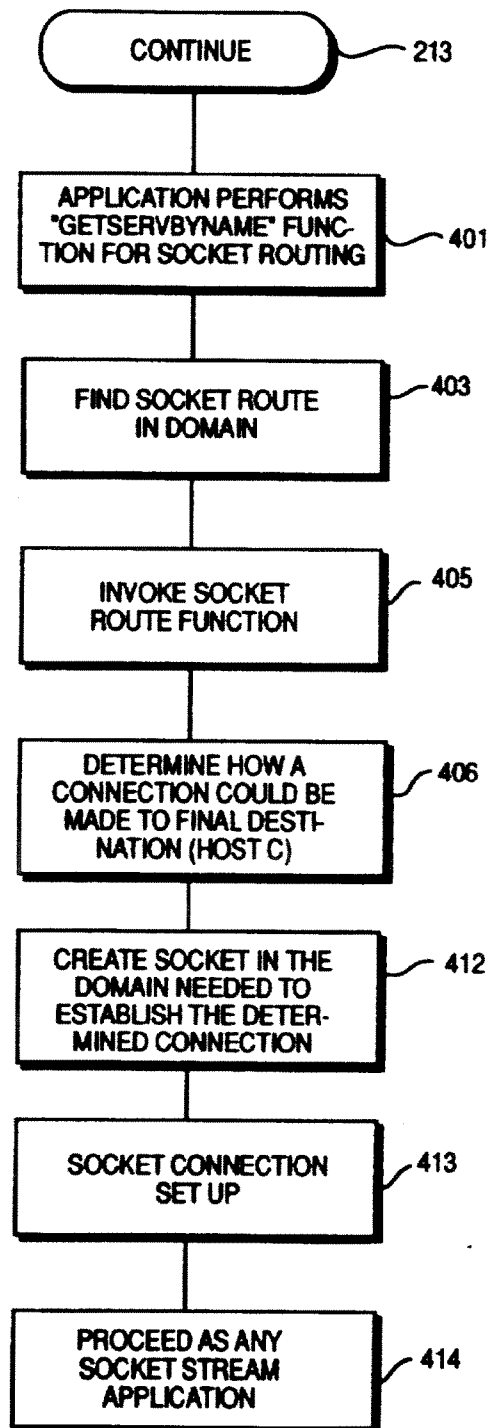 CONTINUE
213
APPLICATION PERFORMS
"GETSERVBYNAME" FUNC-
TION FOR SOCKET ROUTING
401
FIND SOCKET ROUTE
IN DOMAIN
403
INVOKE SOCKET
ROUTE FUNCTION
405
DETERMINE HOW A
CONNECTION COULD BE
MADE TO FINAL DESTI-
NATION (HOST C)
406
CREATE SOCKET IN THE
DOMAIN NEEDED TO
ESTABLISH THE DETER-
MINED CONNECTION
412
SOCKET CONNECTION
SET UP
413
PROCEED AS ANY
SOCKET STREAM
APPLICATION
414